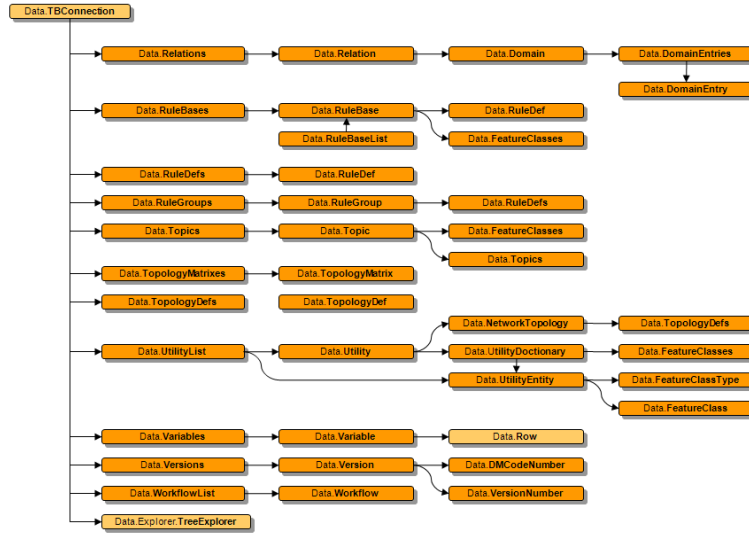 Data.TBConnection
Data.Relations Data.Relation Data.Domain Data.DomainEntries
Data.DomainEntry
Data.RuleBases Data.RuleBase Data.RuleDef
Data.RuleBaseList Data.FeatureClasses
Data.RuleDefs Data.RuleDef
Data.RuleGroups Data.RuleGroup Data.RuleDefs
Data.Topics Data.Topic Data.FeatureClasses
Data.Topics
Data.TopologyMatrixes Data.TopologyMatrix
Data.TopologyDefs Data.TopologyDef
Data.NetworkTopology Data.TopologyDefs
Data.UtilityList Data.Utility Data.UtilityDoctionary Data.FeatureClasses
Data.UtilityEntity Data.FeatureClassType
Data.FeatureClass
Data.Variables Data.Variable Data.Row
Data.Versions Data.Version Data.DMCodeNumber
Data.WorkflowList Data.Workflow Data.VersionNumber
Data.Explorer.TreeExplorer